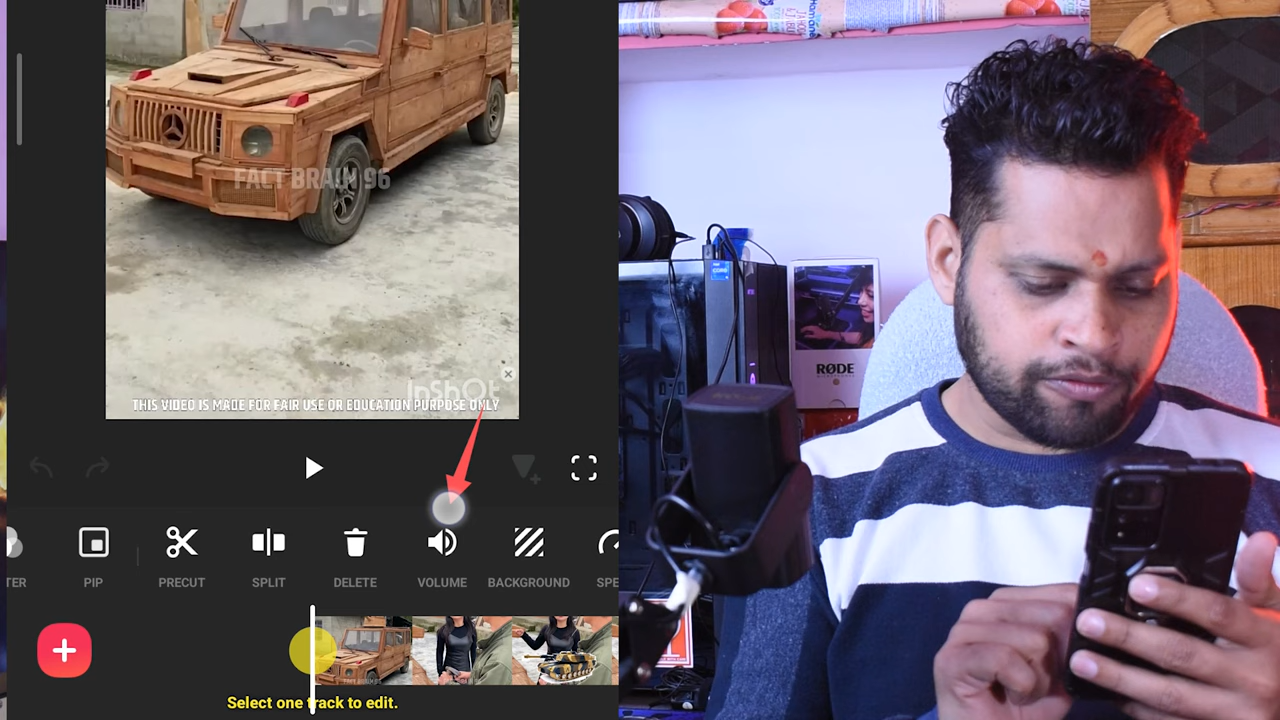 FACT BRAIN 96
InShOt
THIS VIDEO IS MADE FOR FAIR USE OR EDUCATION PURPOSE ONLY
TER
PIP
PRECUT
SPLIT
DELETE
VOLUME
BACKGROUND
SPE
Select one track to edit.
CORE
RØDE